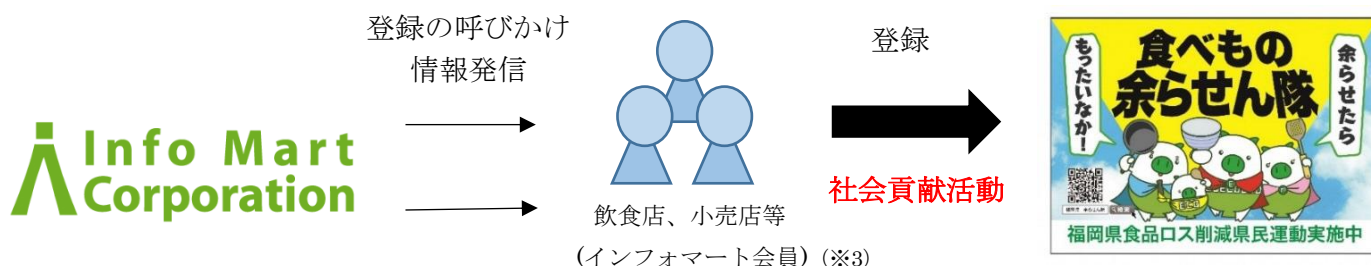 登録の呼びかけ
情報発信
Info Mart
Corporation
飲食店、小売店等
(インフォマート会員) (※3)
登録
社会貢献活動
余らせたら
もったいなか!
食べもの
余らせん隊
福岡県食品ロス削減県民運動実施中